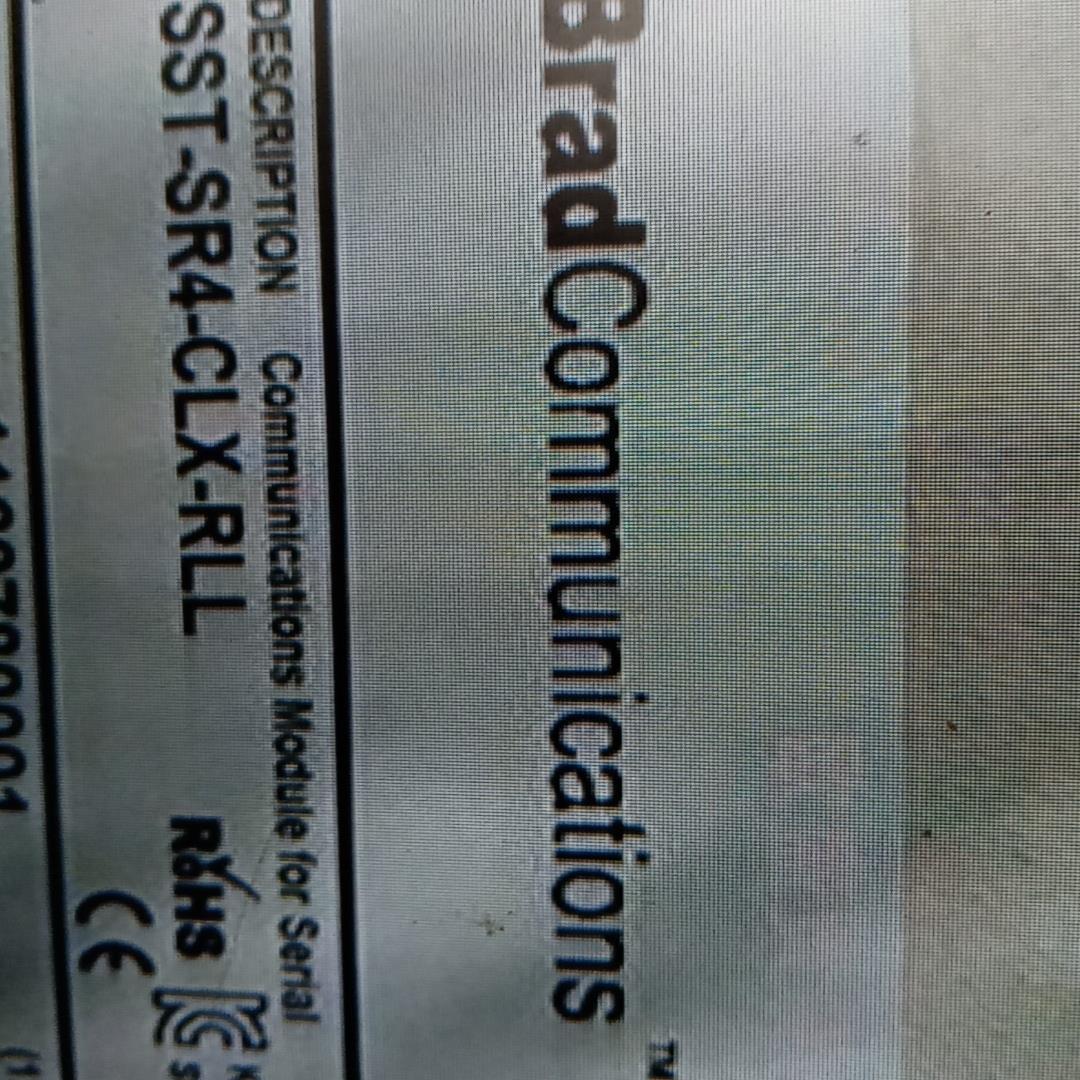 BradCommunications™
DESCRIPTION Communications Module for Serial
SST-SR4-CLX-RLL
RoHS
CE